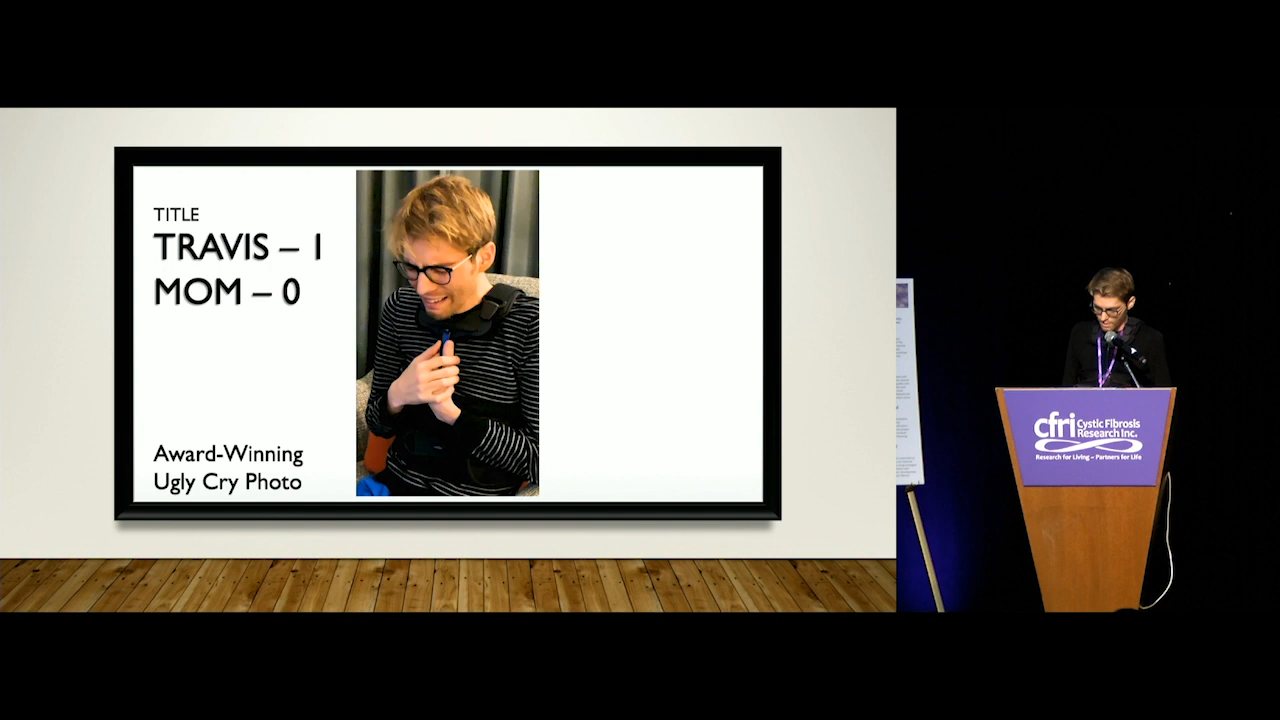 TITLE
TRAVIS – 1
MOM – 0
Award-Winning
Ugly Cry Photo
cfri Cystic Fibrosis
Research Inc.
Research for Living – Partners for Life